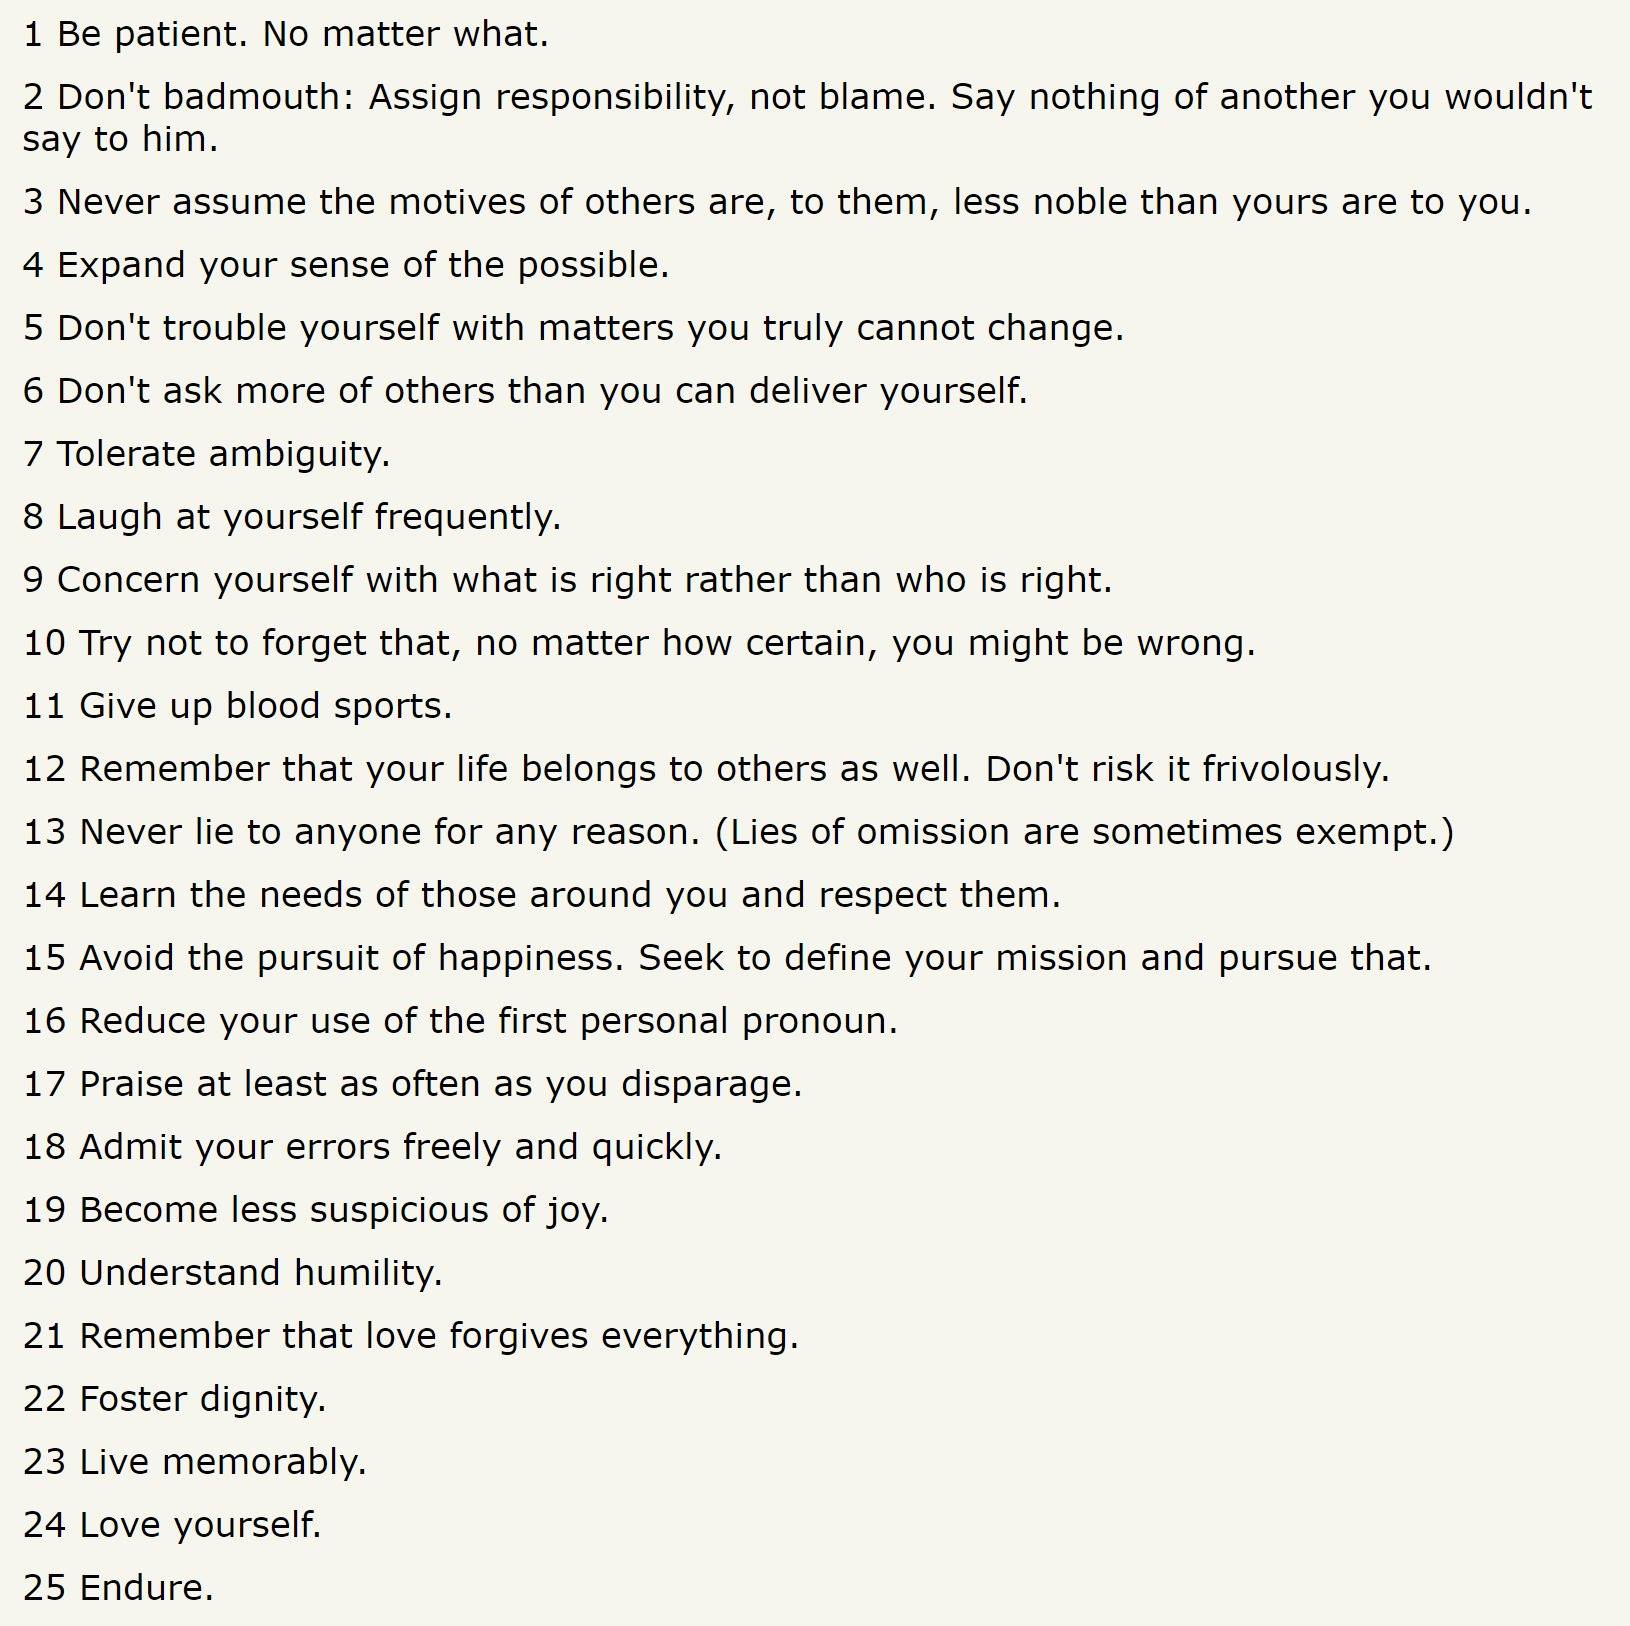 1 Be patient. No matter what.
2 Don't badmouth: Assign responsibility, not blame. Say nothing of another you wouldn't
say to him.
3 Never assume the motives of others are, to them, less noble than yours are to you.
4 Expand your sense of the possible.
5 Don't trouble yourself with matters you truly cannot change.
6 Don't ask more of others than you can deliver yourself.
7 Tolerate ambiguity.
8 Laugh at yourself frequently.
9 Concern yourself with what is right rather than who is right.
10 Try not to forget that, no matter how certain, you might be wrong.
11 Give up blood sports.
12 Remember that your life belongs to others as well. Don't risk it frivolously.
13 Never lie to anyone for any reason. (Lies of omission are sometimes exempt.)
14 Learn the needs of those around you and respect them.
15 Avoid the pursuit of happiness. Seek to define your mission and pursue that.
16 Reduce your use of the first personal pronoun.
17 Praise at least as often as you disparage.
18 Admit your errors freely and quickly.
19 Become less suspicious of joy.
20 Understand humility.
21 Remember that love forgives everything.
22 Foster dignity.
23 Live memorably.
24 Love yourself.
25 Endure.